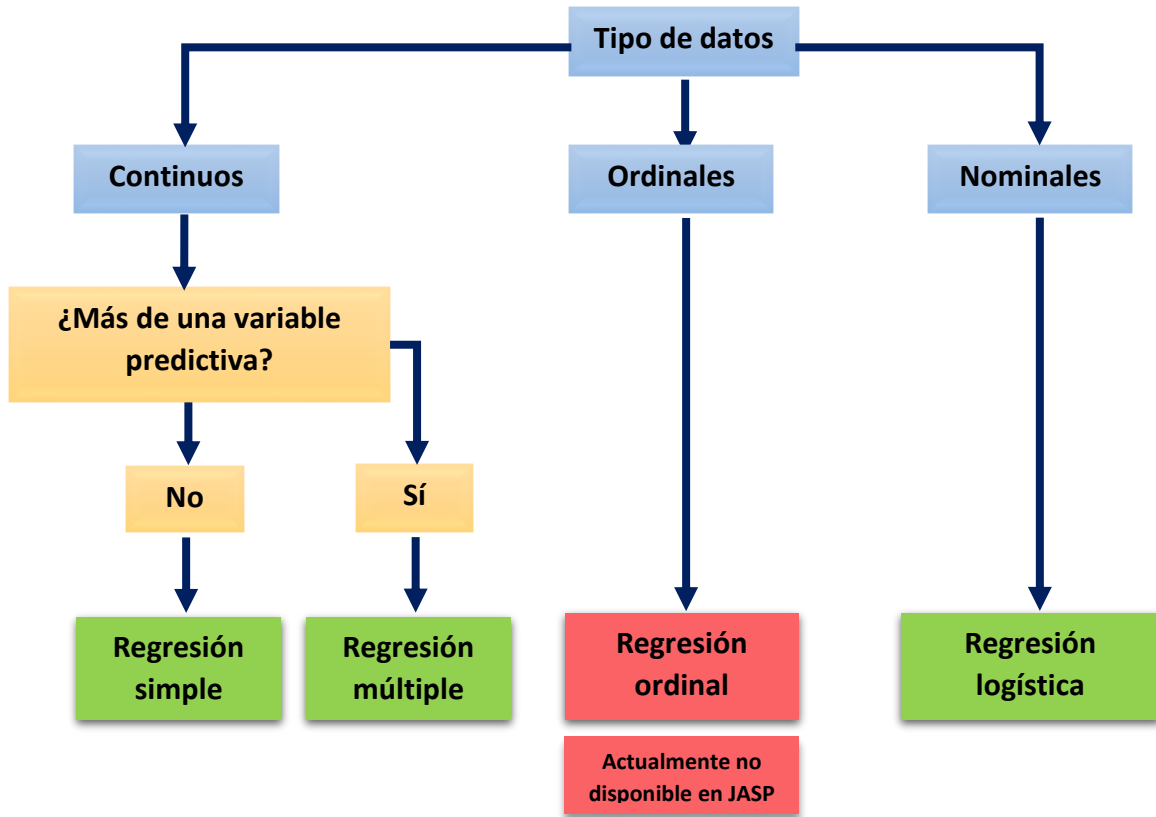 Tipo de datos
Continuos
Ordinales
Nominales
¿Más de una variable
predictiva?
No
Sí
Regresión
simple
Regresión
múltiple
Regresión
ordinal
Regresión
logística
Actualmente no
disponible en JASP